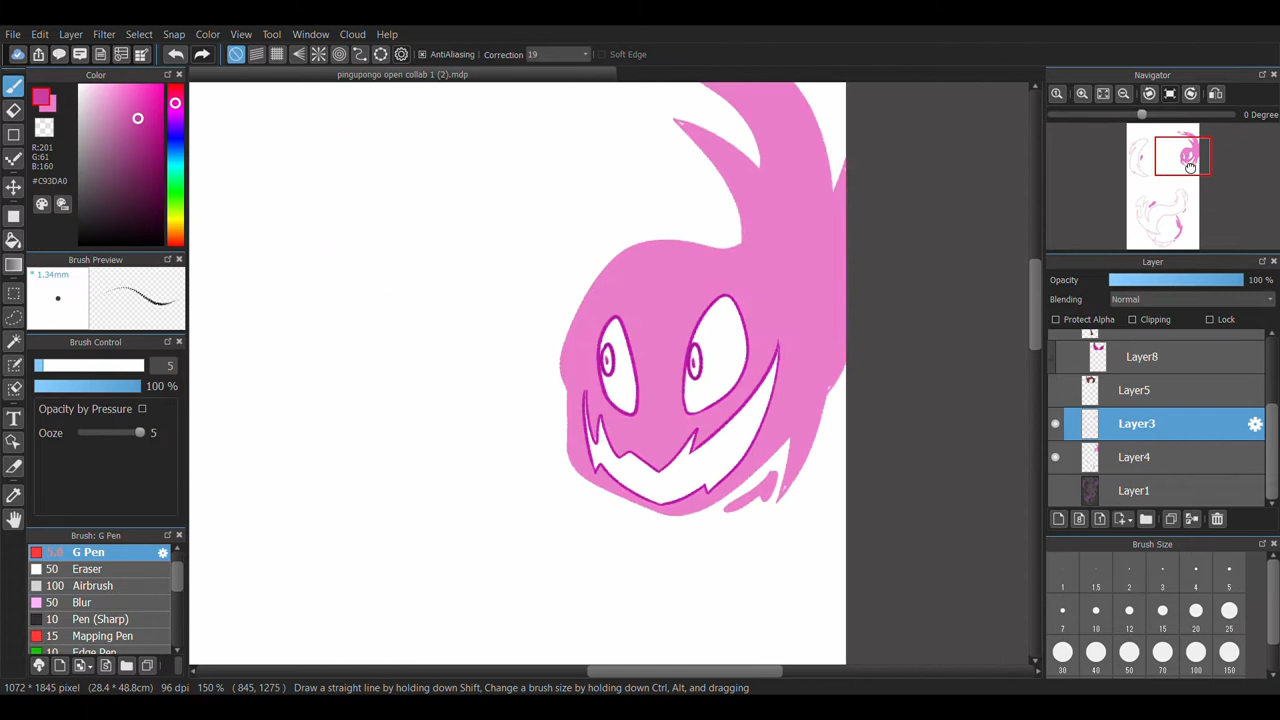 File Edit Layer Filter Select Snap Color View Tool Window Cloud Help
AntiAliasing Correction 19 Soft Edge
Color
pingupongo open collab 1 (2).mdp
Navigator
0 Degree
R:201
G:61
B:160
#C93DA0
Brush Preview
* 1.34mm
Layer
Opacity 100 %
Blending Normal
Protect Alpha Clipping Lock
Brush Control
5
100 %
Opacity by Pressure
Ooze 5
Layer8
Layer5
Layer3
Layer4
Layer1
Brush: G Pen
5.0 G Pen
50 Eraser
100 Airbrush
50 Blur
10 Pen (Sharp)
15 Mapping Pen
10 Edge Pen
Brush Size
1 1.5 2 3 4 5
7 10 12 15 20 25
30 40 50 70 100 150
1072 * 1845 pixel (28.4 * 48.8cm) 96 dpi 150 % ( 845, 1275 ) Draw a straight line by holding down Shift, Change a brush size by holding down Ctrl, Alt, and dragging